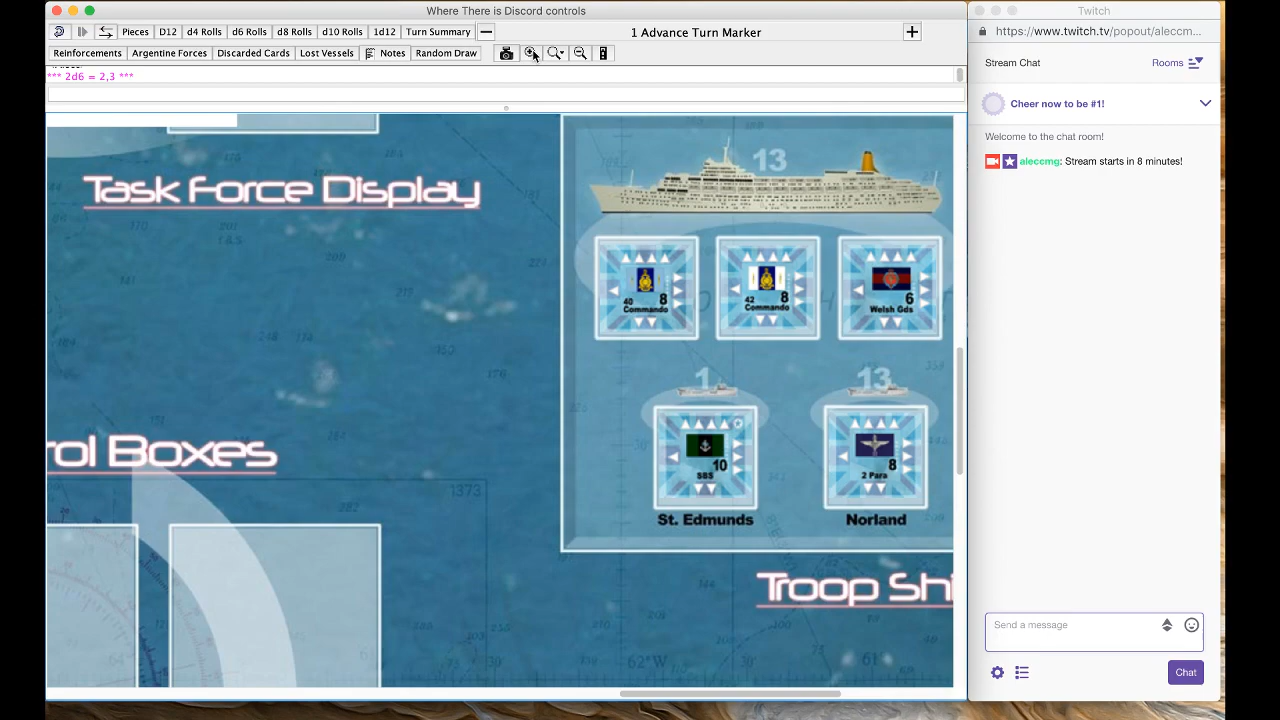 Where There is Discord controls
Pieces D12 d4 Rolls d6 Rolls d8 Rolls d10 Rolls 1d12 Turn Summary
1 Advance Turn Marker
Reinforcements Argentine Forces Discarded Cards Lost Vessels Notes Random Draw
*** 2d6 = 2,3 ***
Task Force Display
13
40 8
Commando
42 8
Commando
6
Welsh Gds
1
13
10
SBS
8
2 Para
St. Edmunds
Norland
rol Boxes
1373
Troop Shi
62°W
61°
Twitch
https://www.twitch.tv/popout/aleccm...
Stream Chat
Rooms
Cheer now to be #1!
Welcome to the chat room!
aleccmg: Stream starts in 8 minutes!
Send a message
Chat